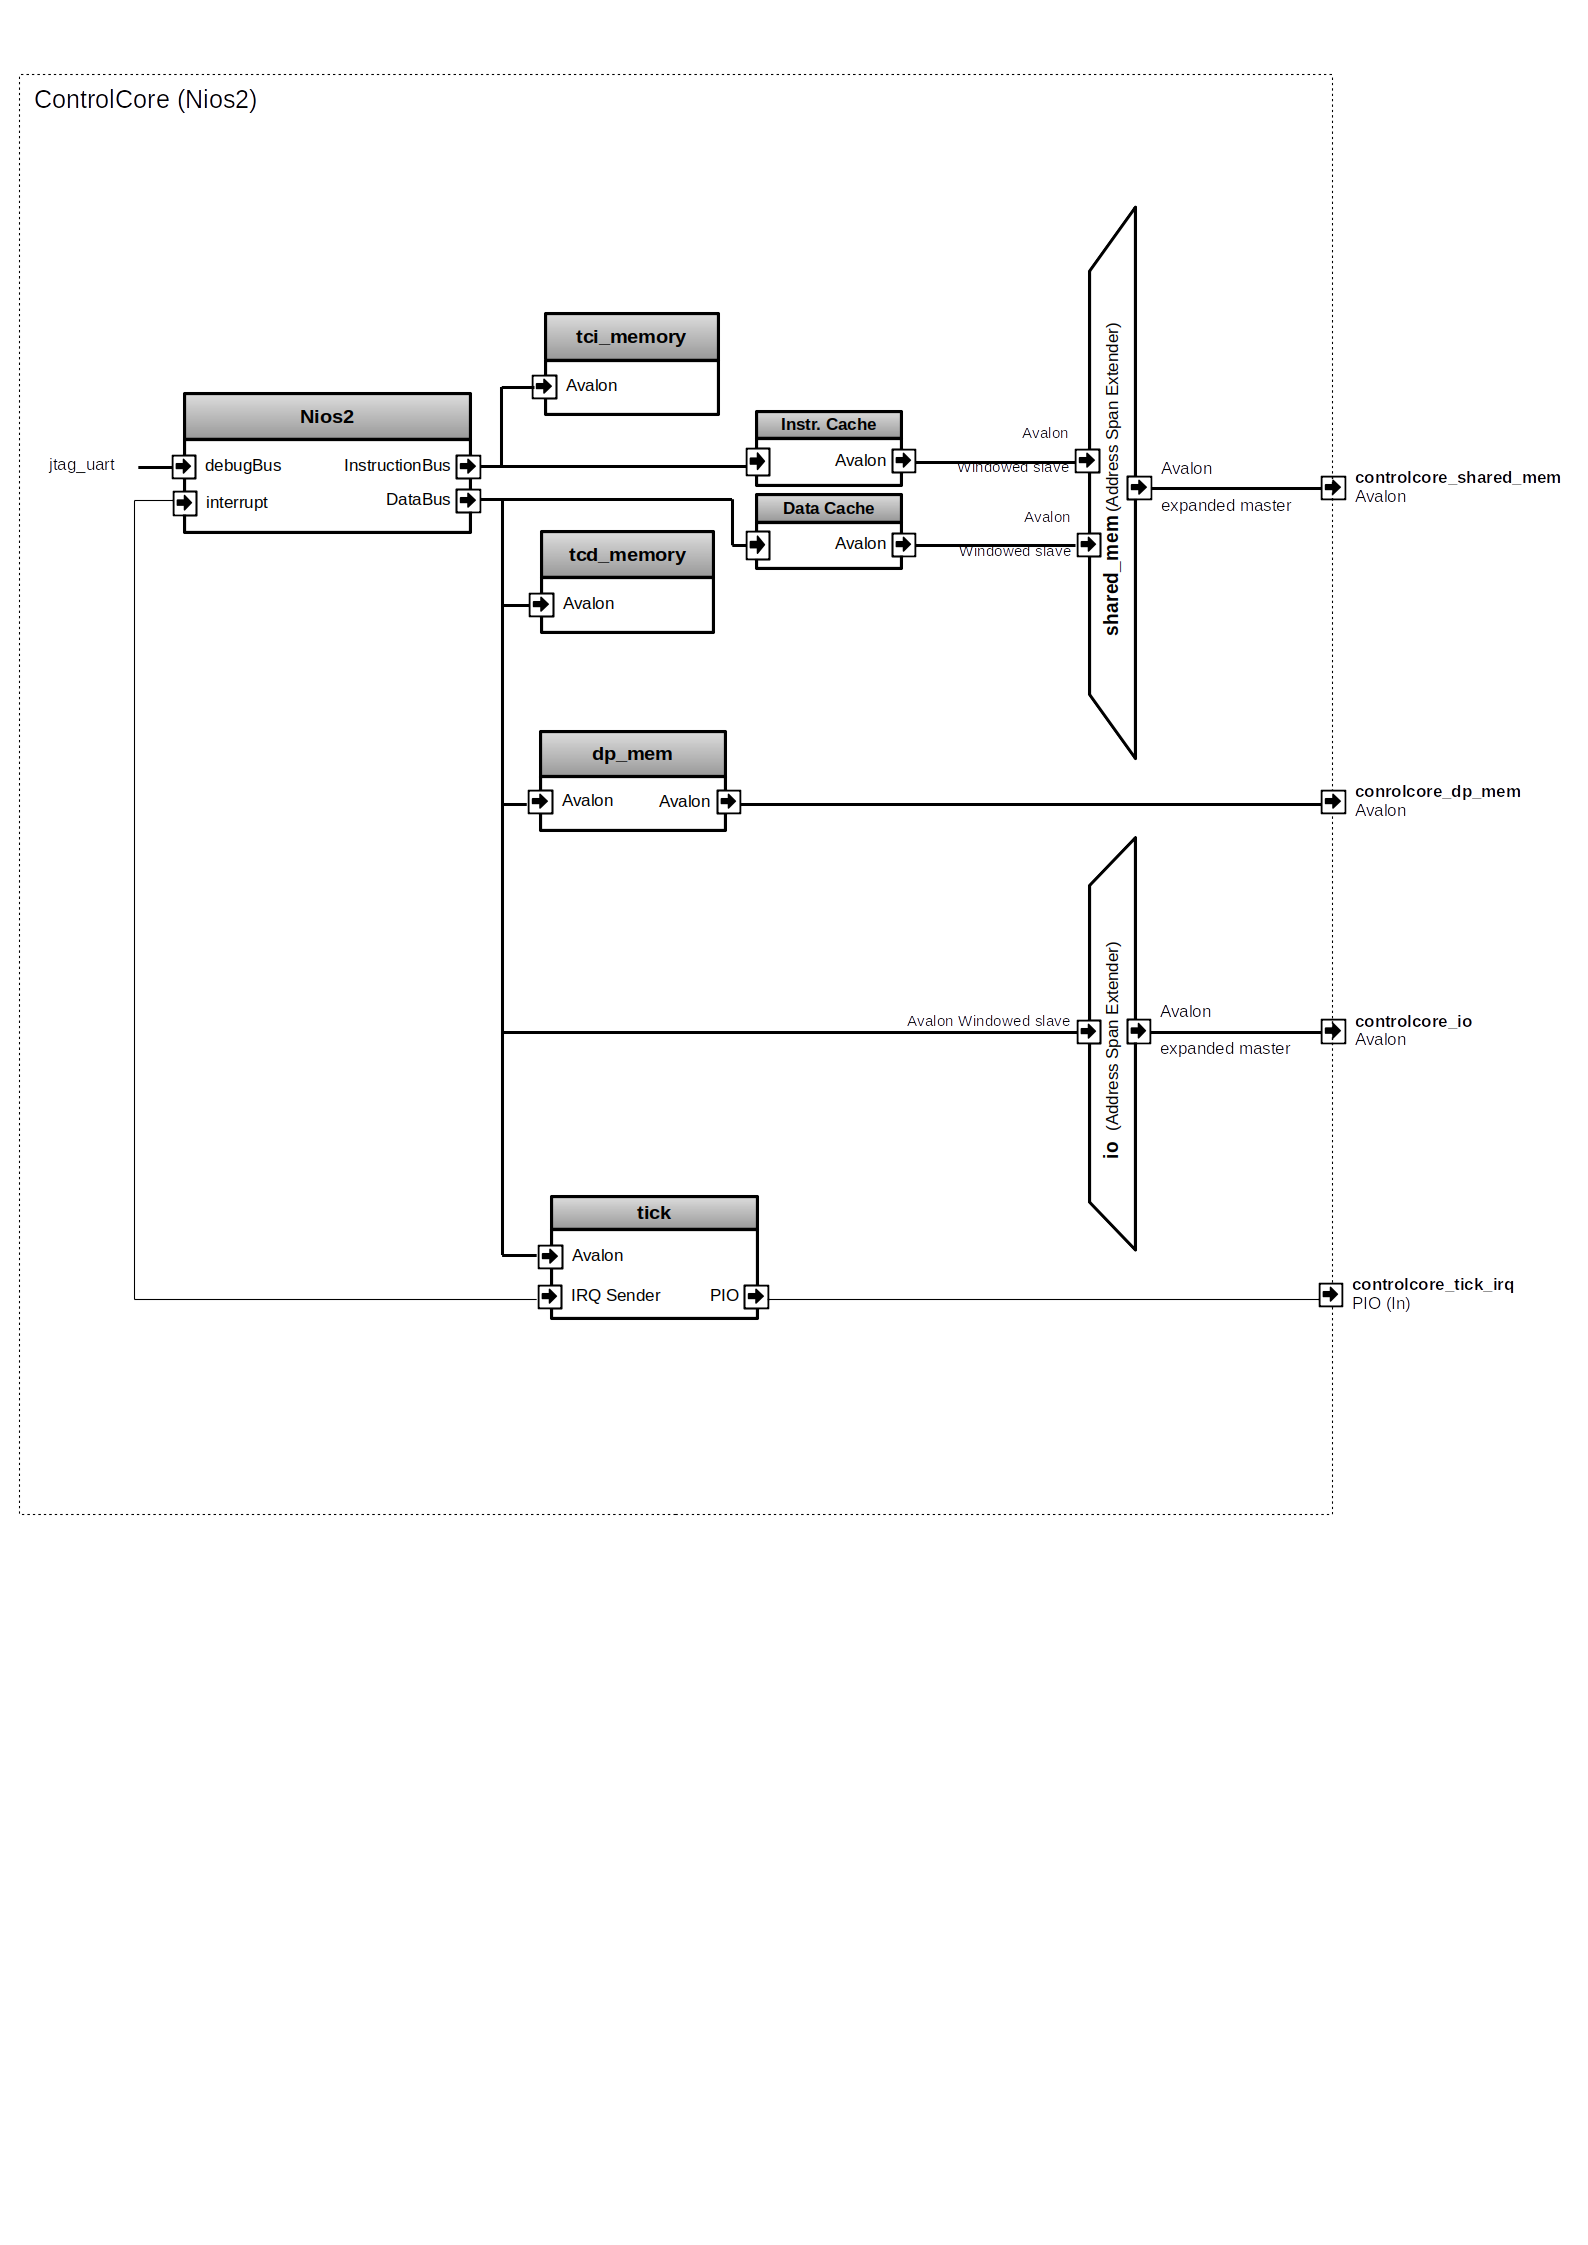 ControlCore (Nios2)
tci_memory
Avalon
Nios2
jtag_uart
debugBus
InstructionBus
interrupt
DataBus
Instr. Cache
Avalon
Avalon
Windowed slave
Data Cache
Avalon
Avalon
Windowed slave
shared_mem (Address Span Extender)
Avalon
expanded master
controlcore_shared_mem
Avalon
tcd_memory
Avalon
dp_mem
Avalon
Avalon
conrolcore_dp_mem
Avalon
Avalon Windowed slave
io (Address Span Extender)
Avalon
expanded master
controlcore_io
Avalon
tick
Avalon
IRQ Sender
PIO
controlcore_tick_irq
PIO (In)